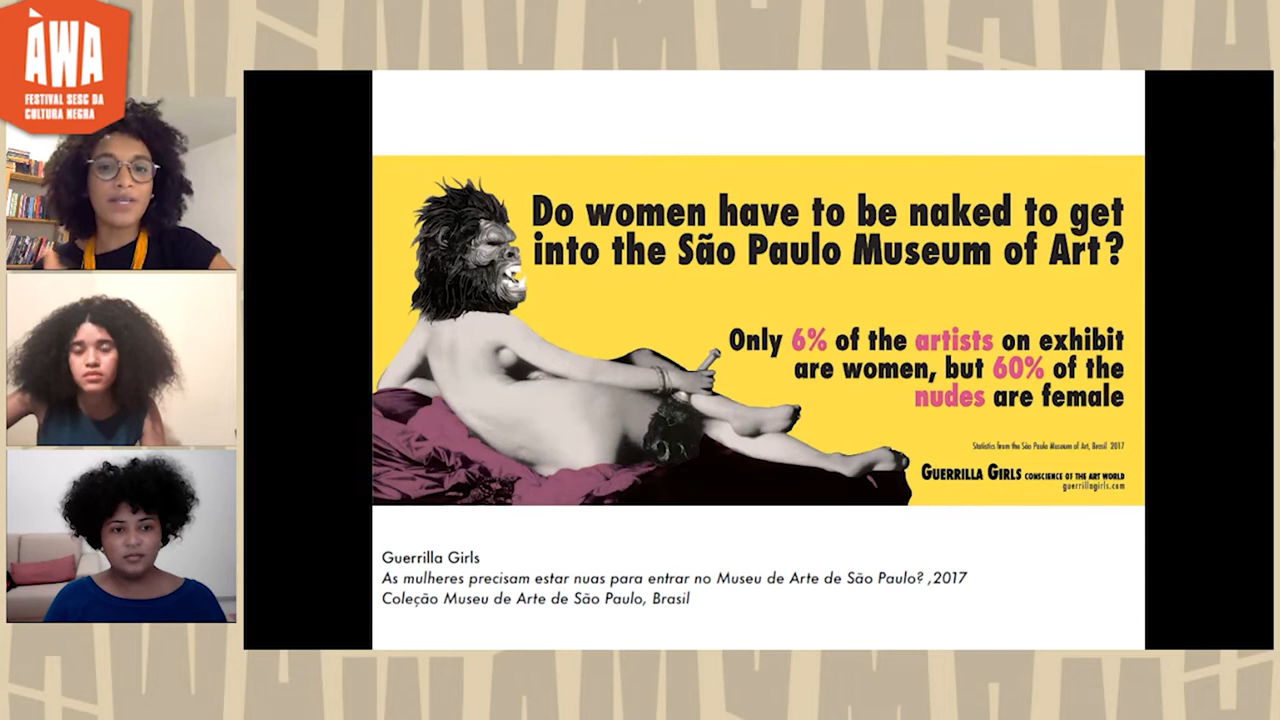 ÀWA
FESTIVAL SESC DA
CULTURA NEGRA
Do women have to be naked to get
into the São Paulo Museum of Art?
Only 6% of the artists on exhibit
are women, but 60% of the
nudes are female
Statistics from the São Paulo Museum of Art, Brasil 2017
GUERRILLA GIRLS CONSCIENCE OF THE ART WORLD
guerrillagirls.com
Guerrilla Girls
As mulheres precisam estar nuas para entrar no Museu de Arte de São Paulo? ,2017
Coleção Museu de Arte de São Paulo, Brasil